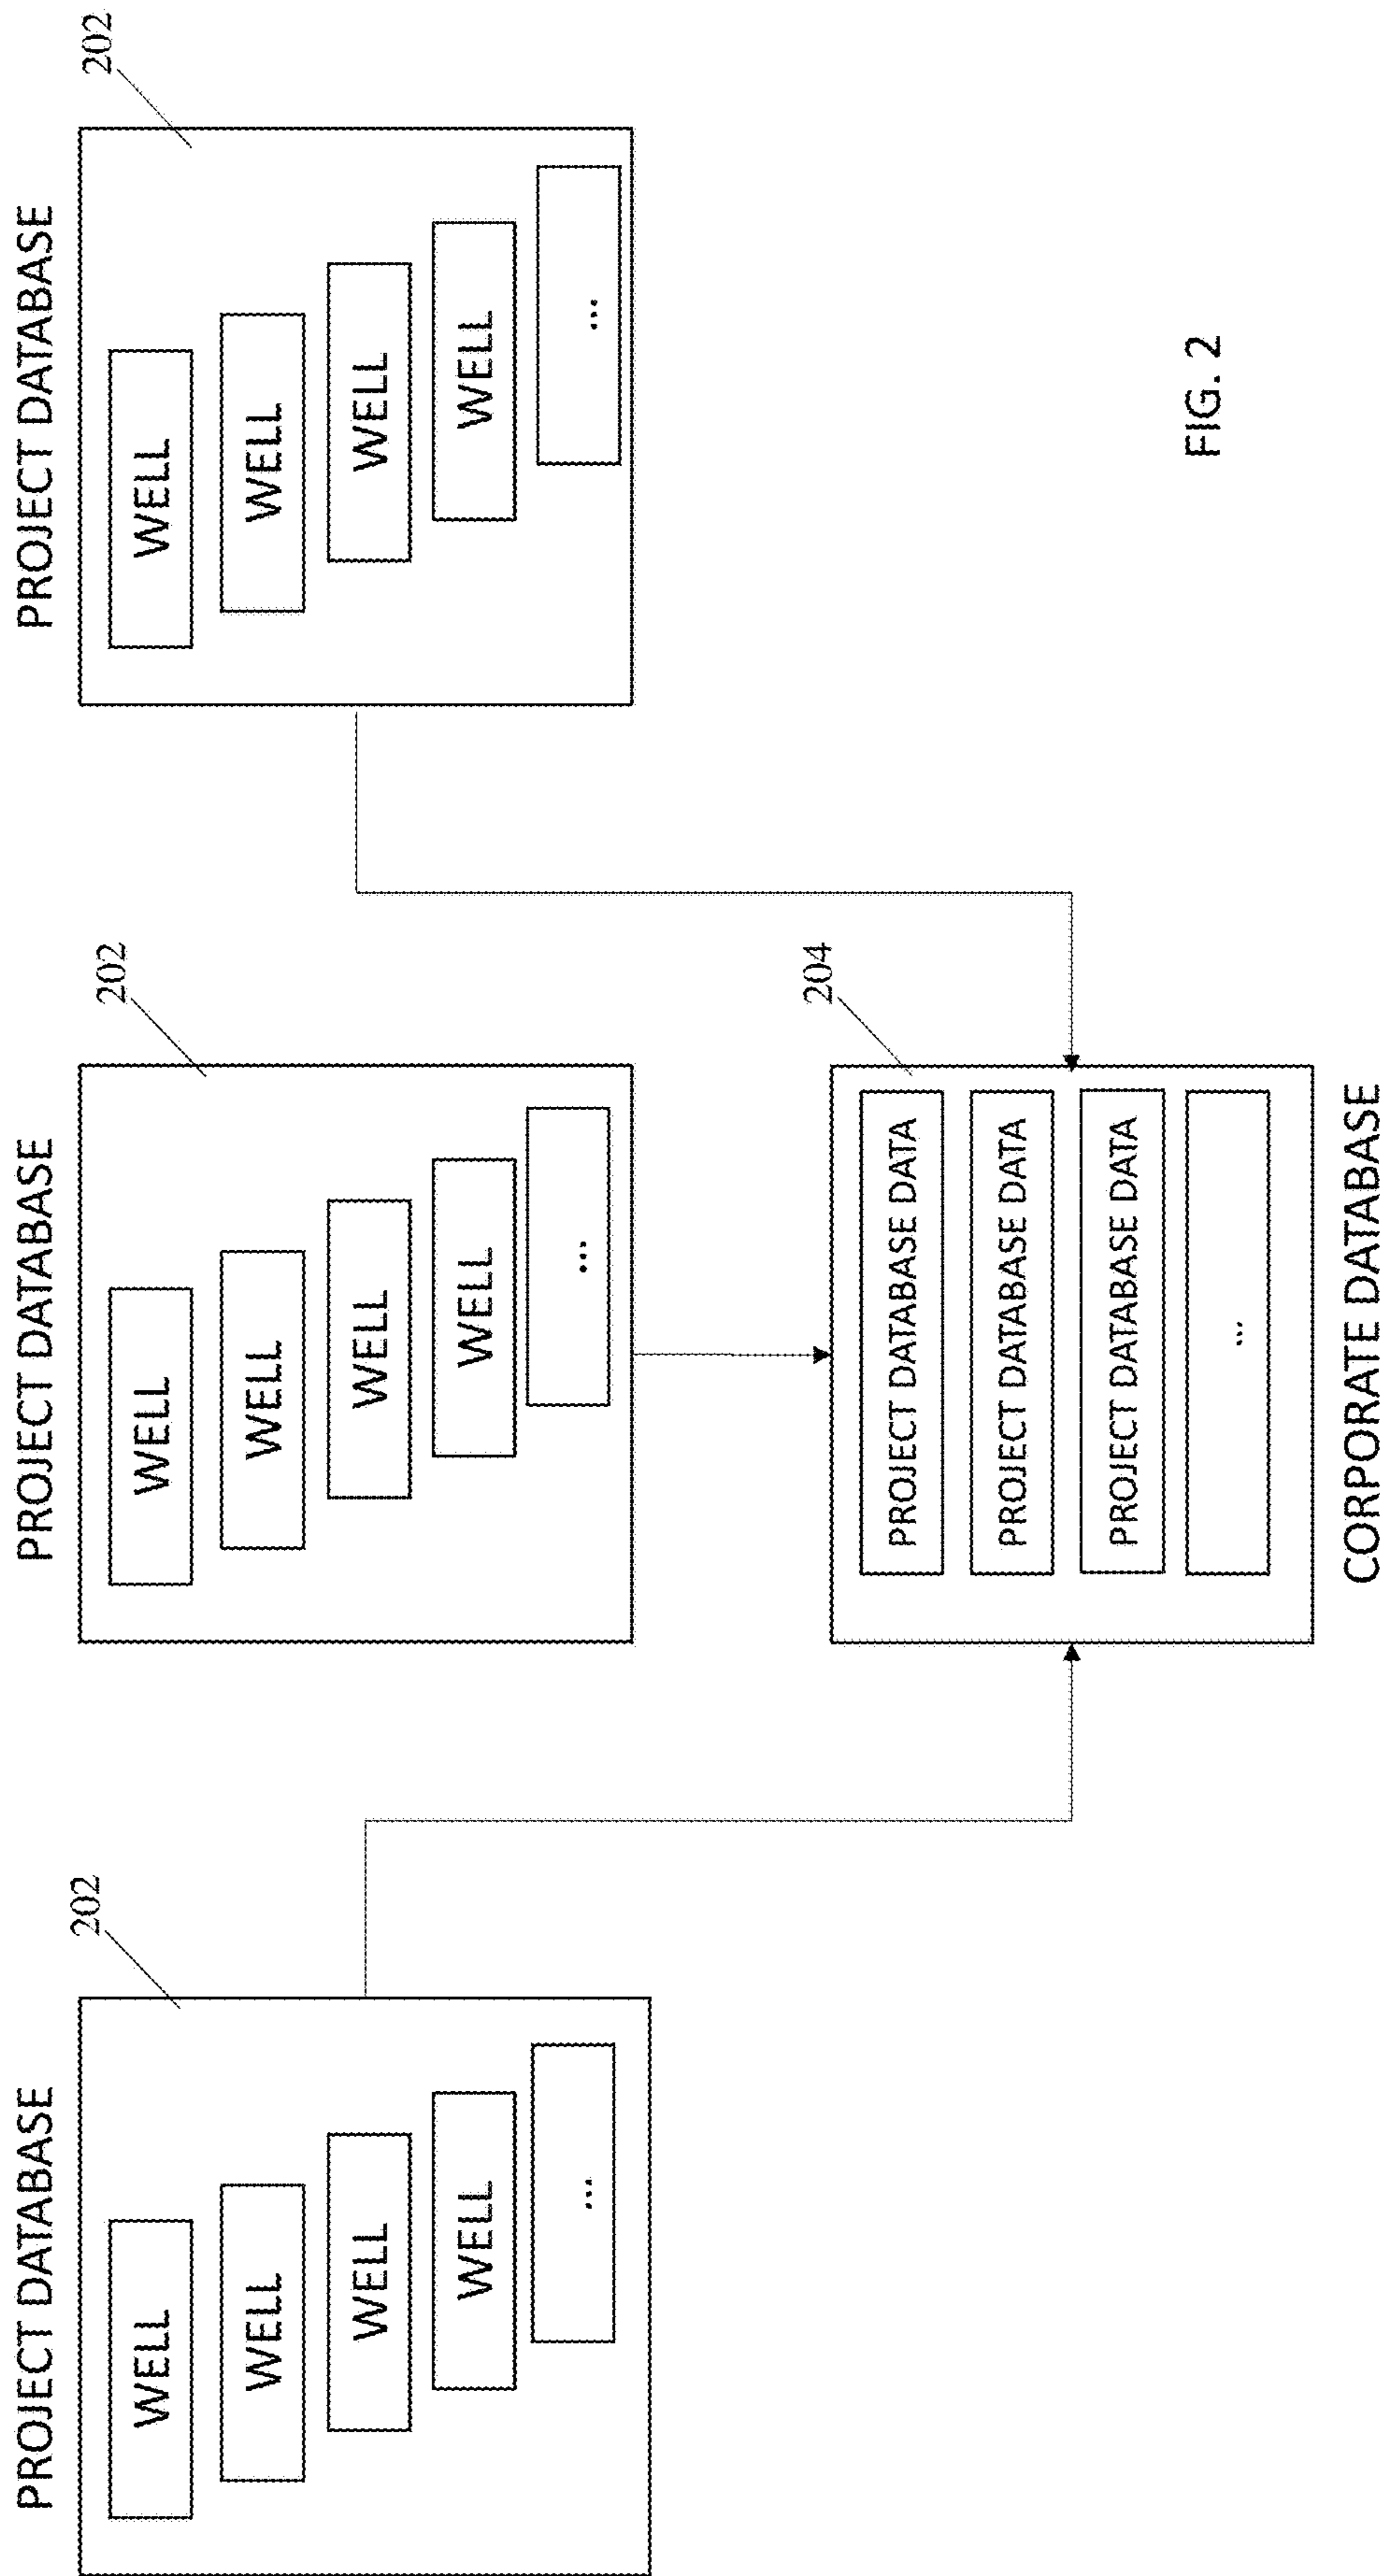 PROJECT DATABASE
202
WELL
WELL
WELL
WELL
...
PROJECT DATABASE
202
WELL
WELL
WELL
WELL
...
PROJECT DATABASE
202
WELL
WELL
WELL
WELL
...
204
PROJECT DATABASE DATA
PROJECT DATABASE DATA
PROJECT DATABASE DATA
...
CORPORATE DATABASE
FIG. 2